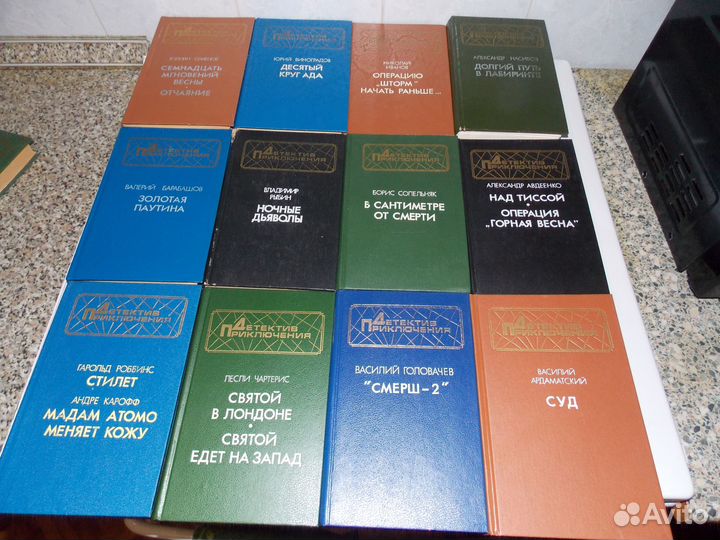 Детектив
Приключения
СЕМНАДЦАТЬ
МГНОВЕНИЙ
ВЕСНЫ
ОТЧАЯНИЕ
ЮРИЙ ВИНОГРАДОВ
ДЕСЯТЫЙ
КРУГ АДА
НИКОЛАЙ
ИВАНОВ
ОПЕРАЦИЮ
„ШТОРМ"
НАЧАТЬ РАНЬШЕ...
АЛЕКСАНДР
ДОЛГИЙ ПУТЬ
В ЛАБИРИНТЕ
Детектив
Приключения
ВАЛЕРИЙ БАРАБАШОВ
ЗОЛОТАЯ
ПАУТИНА
Детектив
Приключения
ВЛАДИМИР
РЫБИН
НОЧНЫЕ
ДЬЯВОЛЫ
Детектив
Приключения
БОРИС СОПЕЛЬНЯК
В САНТИМЕТРЕ
ОТ СМЕРТИ
Детектив
Приключения
АЛЕКСАНДР АВДЕЕНКО
НАД ТИССОЙ
ОПЕРАЦИЯ
„ГОРНАЯ ВЕСНА"
Детектив
Приключения
ГАРОЛЬД РОББИНС
СТИЛЕТ
АНДРЕ КАРОФФ
МАДАМ АТОМО
МЕНЯЕТ КОЖУ
Детектив
Приключения
ЛЕСЛИ ЧАРТЕРИС
СВЯТОЙ
В ЛОНДОНЕ
СВЯТОЙ
ЕДЕТ НА ЗАПАД
Детектив
Приключения
ВАСИЛИЙ ГОЛОВАЧЕВ
"СМЕРШ-2"
Детектив
Приключения
ВАСИЛИЙ
АРДАМАТСКИЙ
СУД
Avito